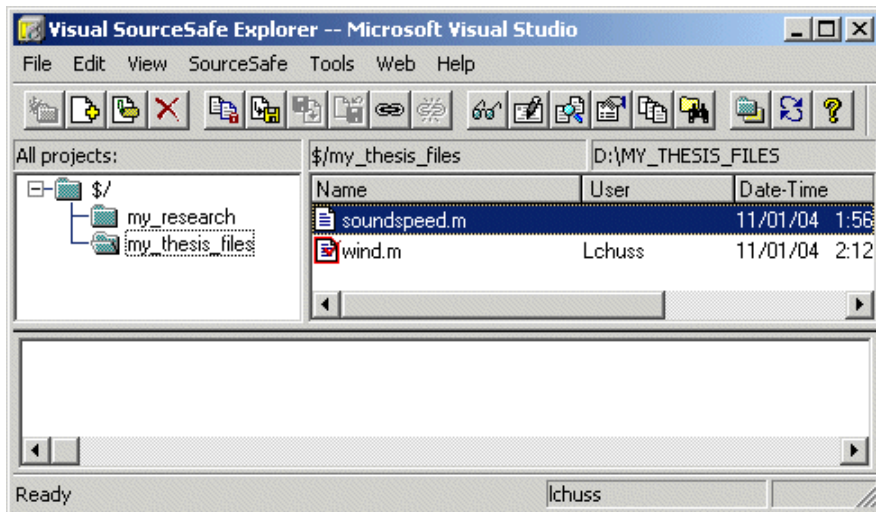 Visual SourceSafe Explorer -- Microsoft Visual Studio
File Edit View SourceSafe Tools Web Help
All projects: $/my_thesis_files D:\MY_THESIS_FILES
$/ Name User Date-Time
my_research soundspeed.m 11/01/04 1:56
my_thesis_files wind.m Lchuss 11/01/04 2:12
Ready lchuss